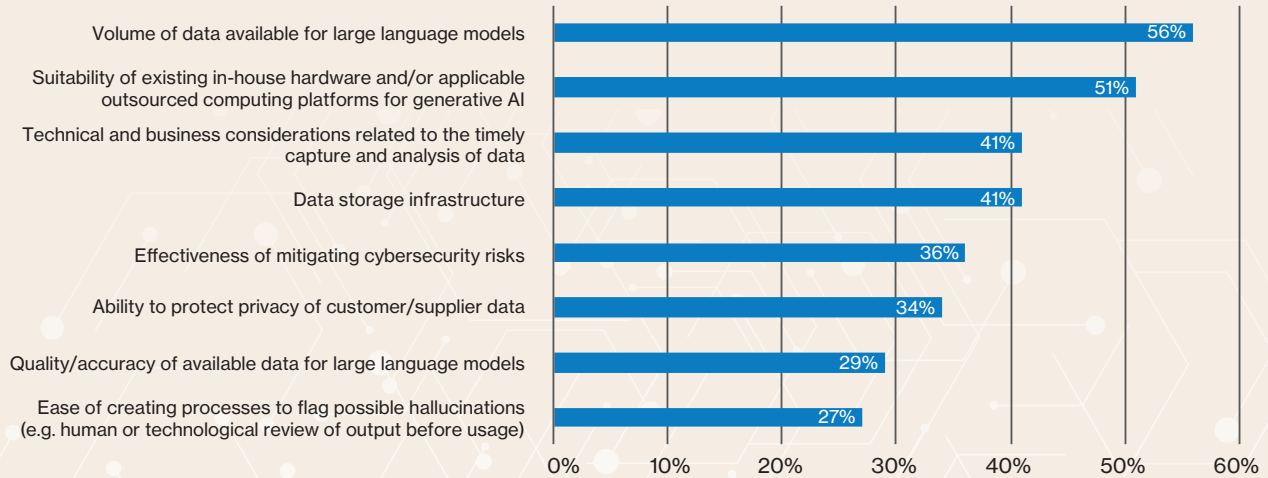 Volume of data available for large language models
56%
Suitability of existing in-house hardware and/or applicable
outsourced computing platforms for generative AI
51%
Technical and business considerations related to the timely
capture and analysis of data
41%
Data storage infrastructure
41%
Effectiveness of mitigating cybersecurity risks
36%
Ability to protect privacy of customer/supplier data
34%
Quality/accuracy of available data for large language models
29%
Ease of creating processes to flag possible hallucinations
(e.g. human or technological review of output before usage)
27%
0% 10% 20% 30% 40% 50% 60%